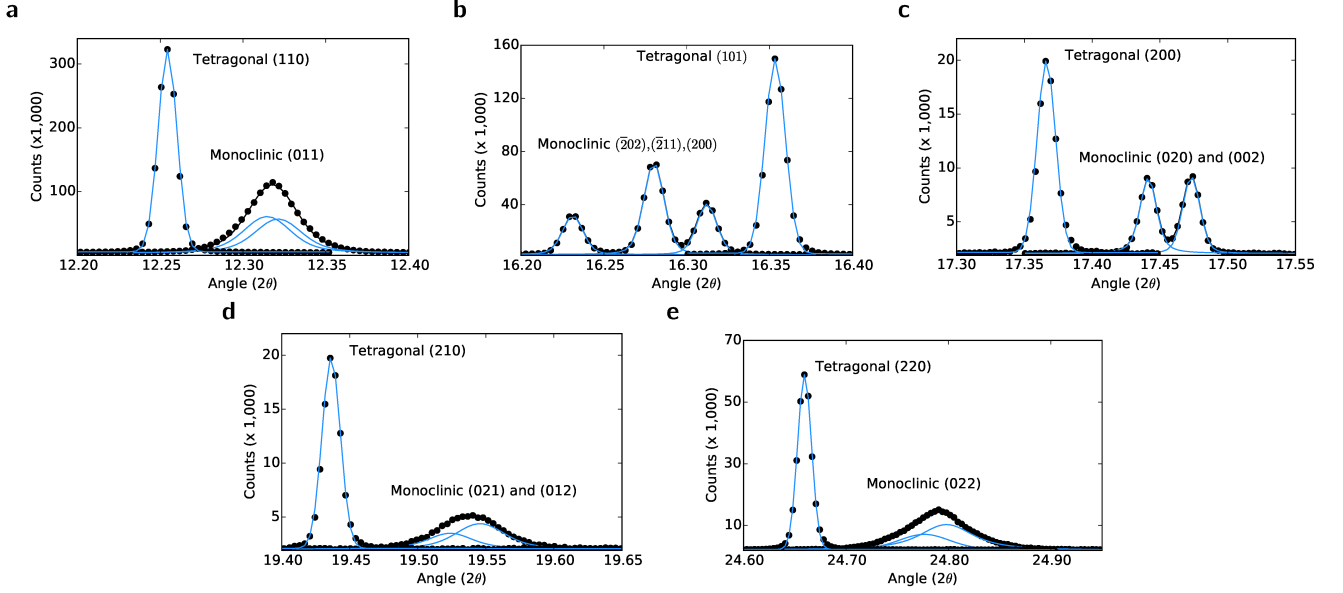 a
Tetragonal (110)
Monoclinic (011)
Counts (x1,000)
300
200
100
12.20
12.25
12.30
12.35
12.40
Angle (2θ)
b
Tetragonal (101)
Monoclinic (2̅02),(2̅11),(200)
Counts (x 1,000)
160
120
80
40
16.20
16.25
16.30
16.35
16.40
Angle (2θ)
c
Tetragonal (200)
Monoclinic (020) and (002)
Counts (x 1,000)
20
15
10
5
17.30
17.35
17.40
17.45
17.50
17.55
Angle (2θ)
d
Tetragonal (210)
Monoclinic (021) and (012)
Counts (x 1,000)
20
15
10
5
19.40
19.45
19.50
19.55
19.60
19.65
Angle (2θ)
e
Tetragonal (220)
Monoclinic (022)
Counts (x 1,000)
70
50
30
10
24.60
24.70
24.80
24.90
Angle (2θ)